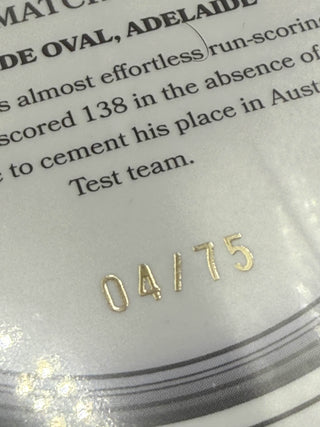 MATCH
DE OVAL, ADELAIDE
s almost effortless run-scoring
scored 138 in the absence of
e to cement his place in Aust
Test team.
04/75